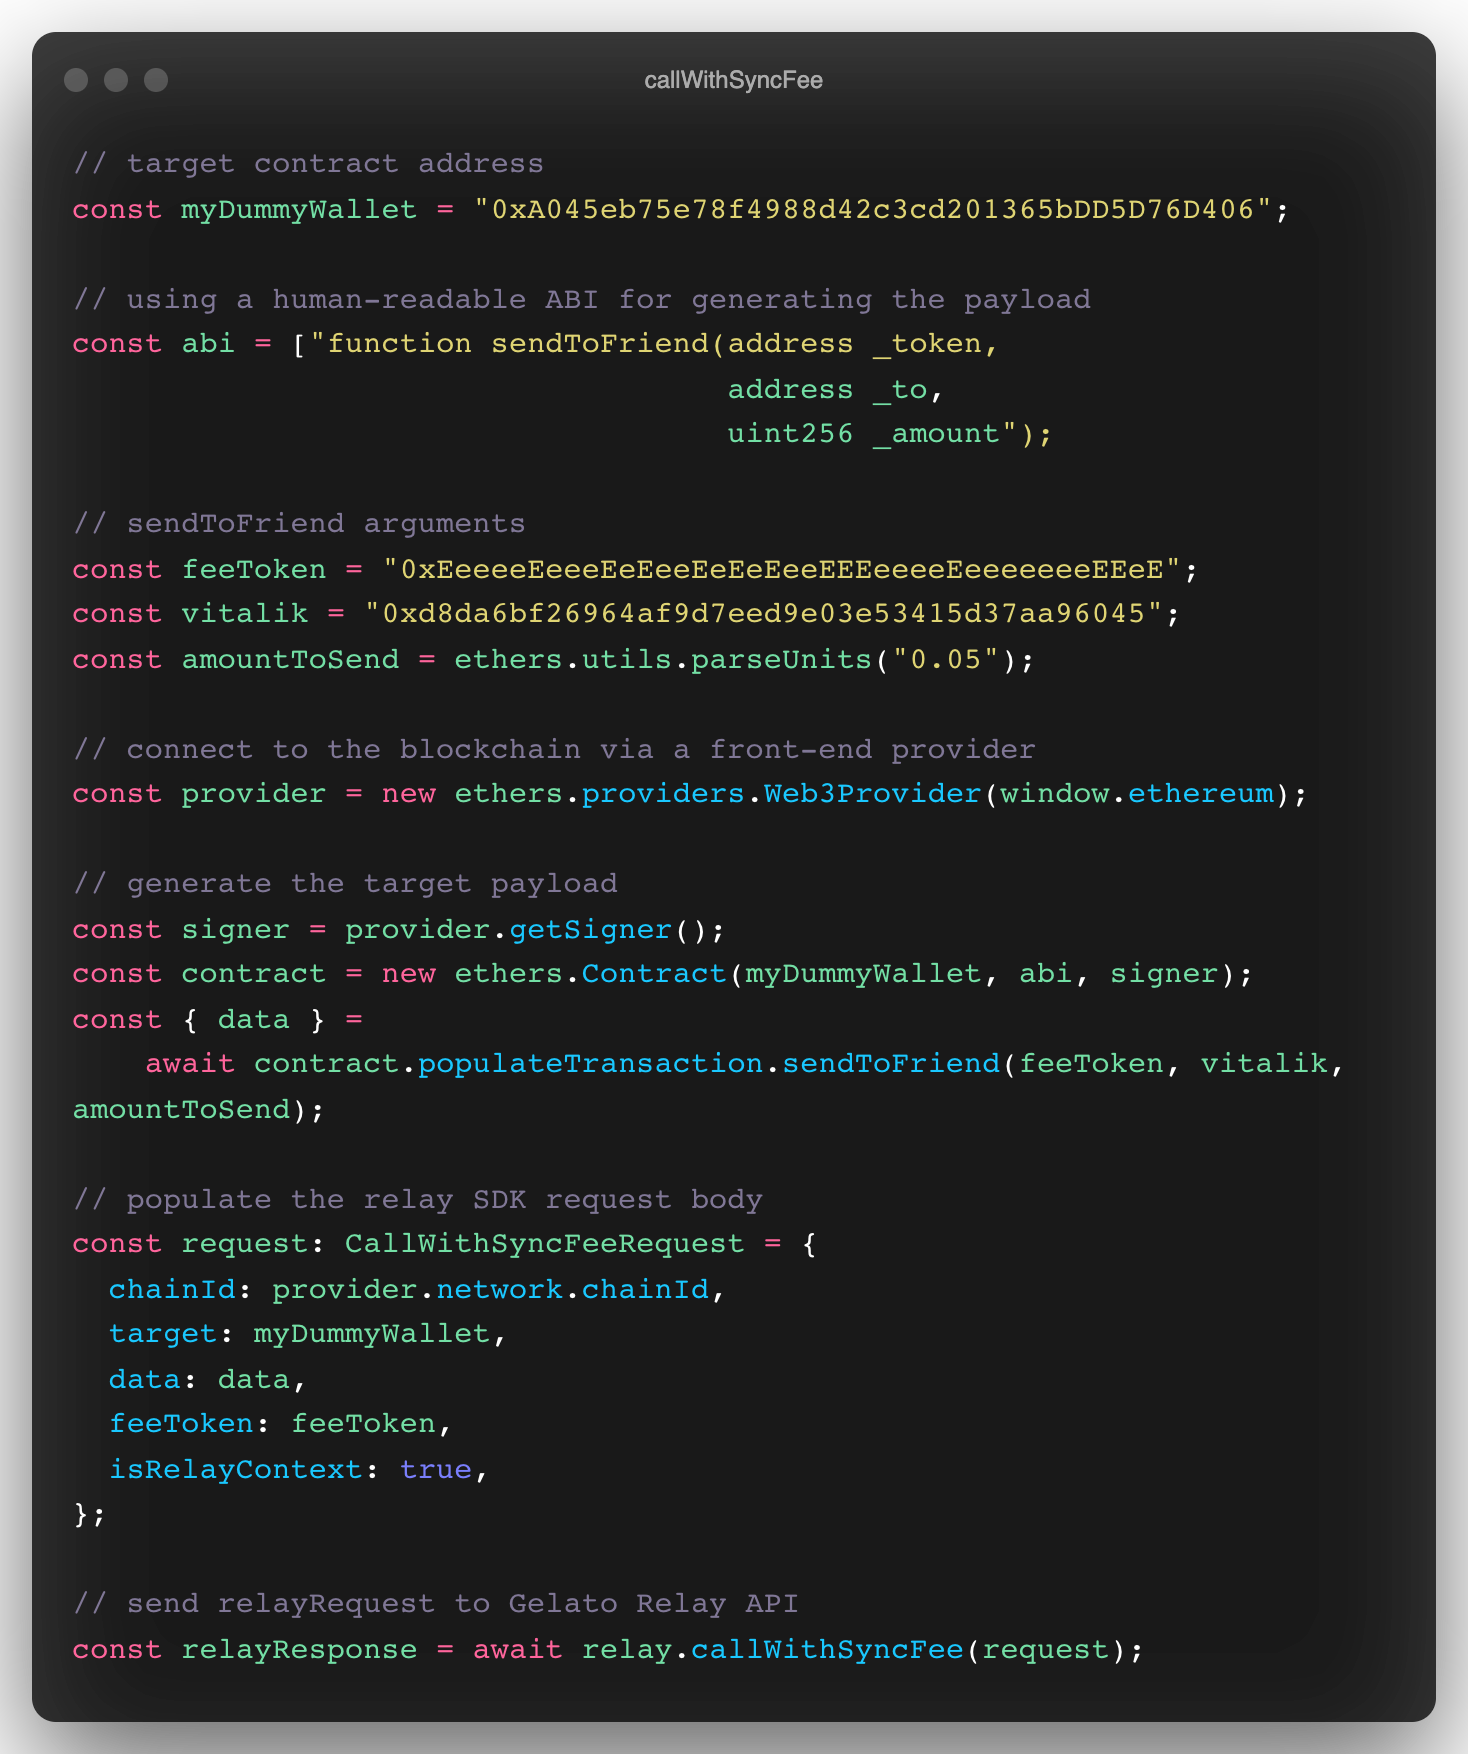 callWithSyncFee
// target contract address
const myDummyWallet = "0xA045eb75e78f4988d42c3cd201365bDD5D76D406";
// using a human-readable ABI for generating the payload
const abi = ["function sendToFriend(address _token,
address _to,
uint256 _amount");
// sendToFriend arguments
const feeToken = "0xEeeeeEeeeEeEeeEeEeEeeEEEeeeeEeeeeeeeEEeE";
const vitalik = "0xd8da6bf26964af9d7eed9e03e53415d37aa96045";
const amountToSend = ethers.utils.parseUnits("0.05");
// connect to the blockchain via a front-end provider
const provider = new ethers.providers.Web3Provider(window.ethereum);
// generate the target payload
const signer = provider.getSigner();
const contract = new ethers.Contract(myDummyWallet, abi, signer);
const { data } =
await contract.populateTransaction.sendToFriend(feeToken, vitalik,
amountToSend);
// populate the relay SDK request body
const request: CallWithSyncFeeRequest = {
chainId: provider.network.chainId,
target: myDummyWallet,
data: data,
feeToken: feeToken,
isRelayContext: true,
};
// send relayRequest to Gelato Relay API
const relayResponse = await relay.callWithSyncFee(request);